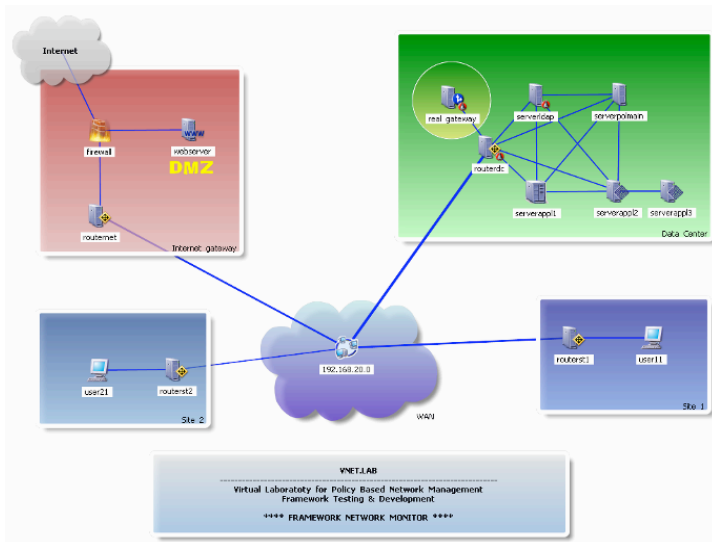 Internet
firewall
webserver
WWW
DMZ
routernet
Internet gateway
real gateway
serverldap
serverpolmain
routerdc
serverappl1
serverappl2
serverappl3
Data Center
192.168.20.0
WAN
user21
routerst2
Site 2
routerst1
user11
Site 1
VNET.LAB
Virtual Laboratoty for Policy Based Network Management
Framework Testing & Development
**** FRAMEWORK NETWORK MONITOR ****